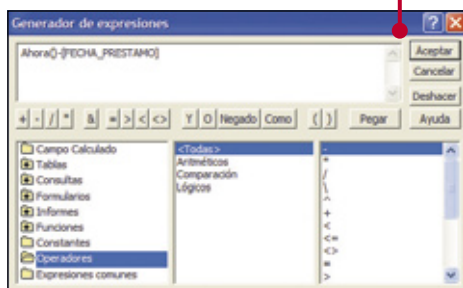 Generador de expresiones
Ahora()-[FECHA_PRESTAMO]
Aceptar
Cancelar
Deshacer
+ - / * & = > < <> Y O Negado Como ( ) Pegar Ayuda
Campo Calculado
Tablas
Consultas
Formularios
Informes
Funciones
Constantes
Operadores
Expresiones comunes
<Todas>
Aritméticos
Comparación
Lógicos
-
*
/
\
^
+
<
<=
<>
=
>